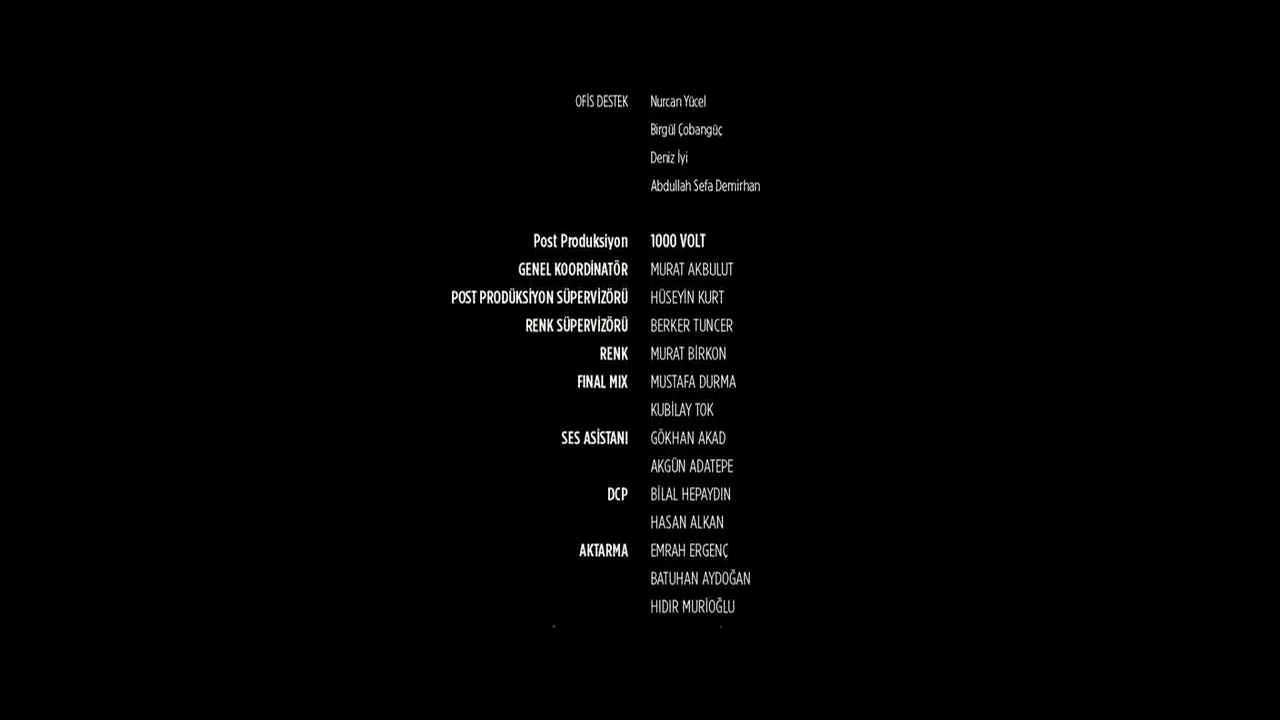 OFİS DESTEK Nurcan Yücel
Birgül Çobangüç
Deniz İyi
Abdullah Sefa Demirhan
Post Produksiyon 1000 VOLT
GENEL KOORDİNATÖR MURAT AKBULUT
POST PRODÜKSİYON SÜPERVİZÖRÜ HÜSEYİN KURT
RENK SÜPERVİZÖRÜ BERKER TUNCER
RENK MURAT BİRKON
FINAL MIX MUSTAFA DURMA
KUBİLAY TOK
SES ASİSTANI GÖKHAN AKAD
AKGÜN ADATEPE
DCP BİLAL HEPAYDIN
HASAN ALKAN
AKTARMA EMRAH ERGENÇ
BATUHAN AYDOĞAN
HIDIR MURİOĞLU